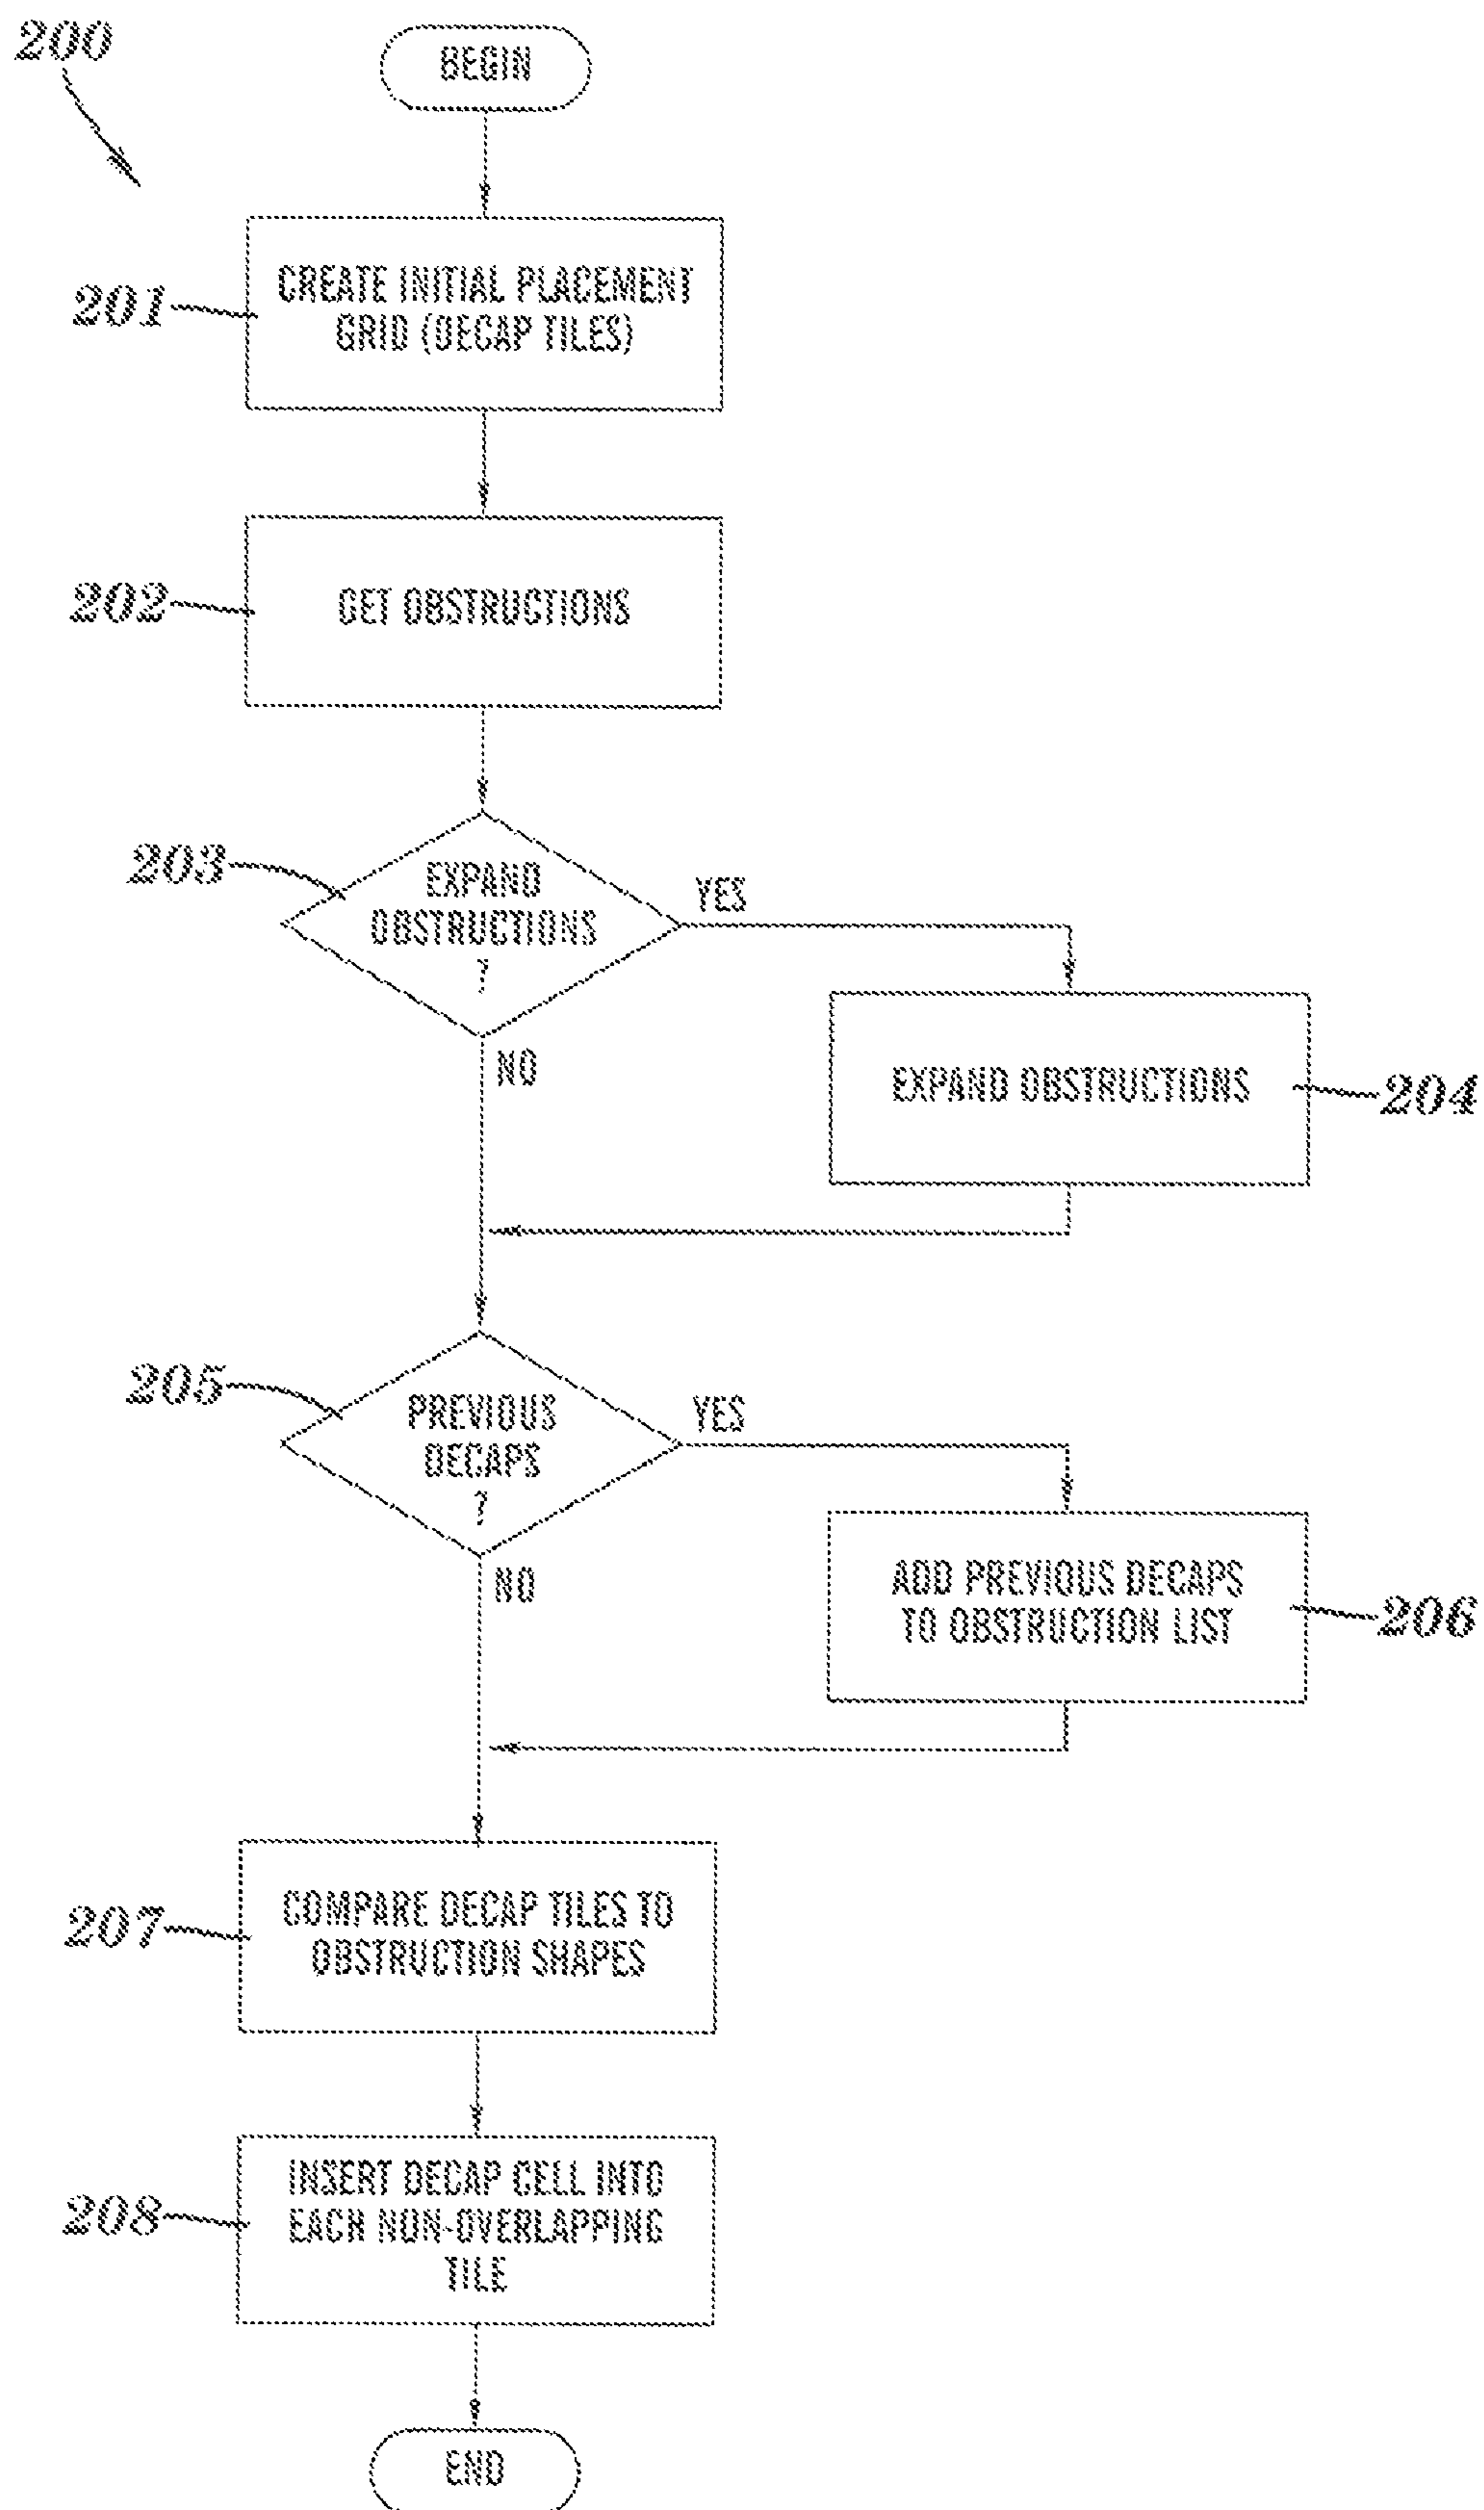 200
BEGIN
201
CREATE INITIAL PLACEMENT
GRID (DECAP TILES)
202
GET OBSTRUCTIONS
203
EXPAND
OBSTRUCTIONS
?
YES
NO
EXPAND OBSTRUCTIONS
204
205
PREVIOUS
DECAPS
?
YES
NO
ADD PREVIOUS DECAPS
TO OBSTRUCTION LIST
206
207
COMPARE DECAP TILES TO
OBSTRUCTION SHAPES
208
INSERT DECAP CELL INTO
EACH NON-OVERLAPPING
TILE
END